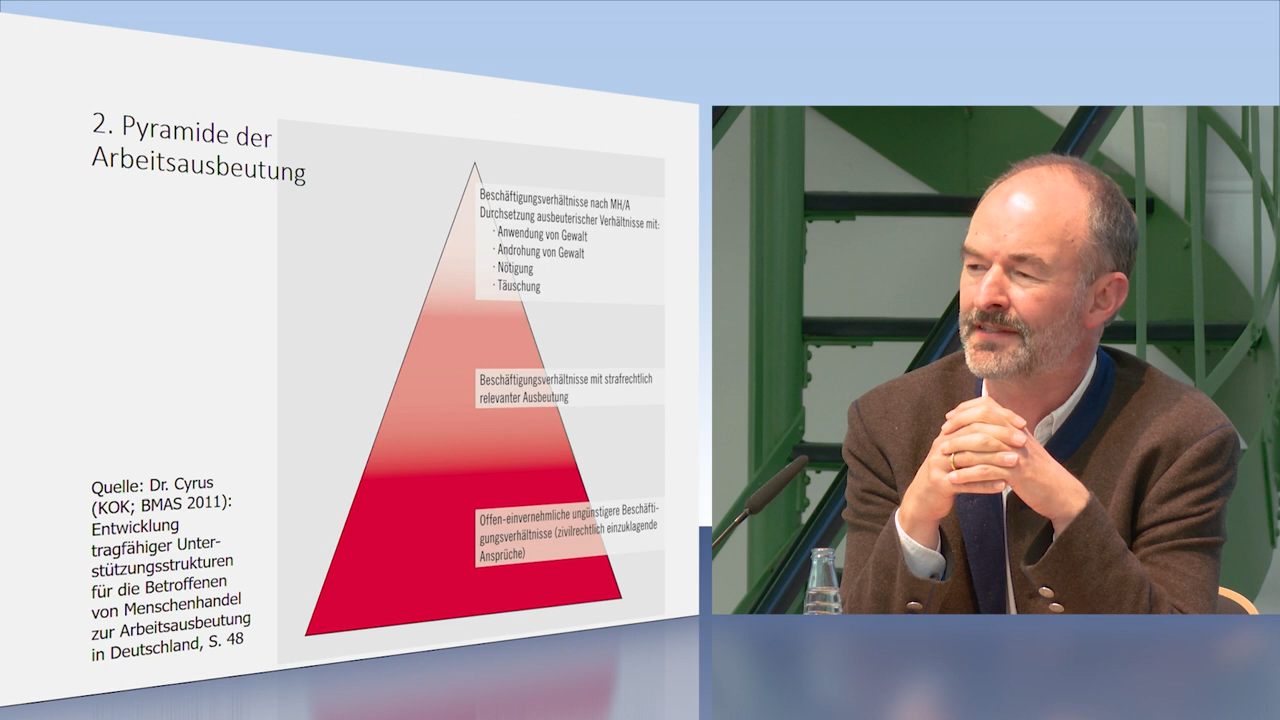 2. Pyramide der
Arbeitsausbeutung
Beschäftigungsverhältnisse nach MH/A
Durchsetzung ausbeuterischer Verhältnisse mit:
· Anwendung von Gewalt
· Androhung von Gewalt
· Nötigung
· Täuschung
Beschäftigungsverhältnisse mit strafrechtlich
relevanter Ausbeutung
Offen-einvernehmliche ungünstigere Beschäfti-
gungsverhältnisse (zivilrechtlich einzuklagende
Ansprüche)
Quelle: Dr. Cyrus
(KOK; BMAS 2011):
Entwicklung
tragfähiger Unter-
stützungsstrukturen
für die Betroffenen
von Menschenhandel
zur Arbeitsausbeutung
in Deutschland, S. 48